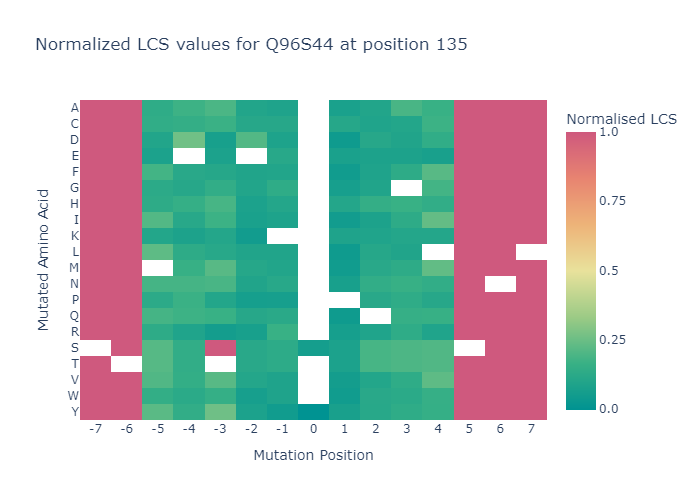 Normalized LCS values for Q96S44 at position 135
Normalised LCS
1.0
0.75
0.5
0.25
0.0
Mutated Amino Acid
A
C
D
E
F
G
H
I
K
L
M
N
P
Q
R
S
T
V
W
Y
-7 -6 -5 -4 -3 -2 -1 0 1 2 3 4 5 6 7
Mutation Position